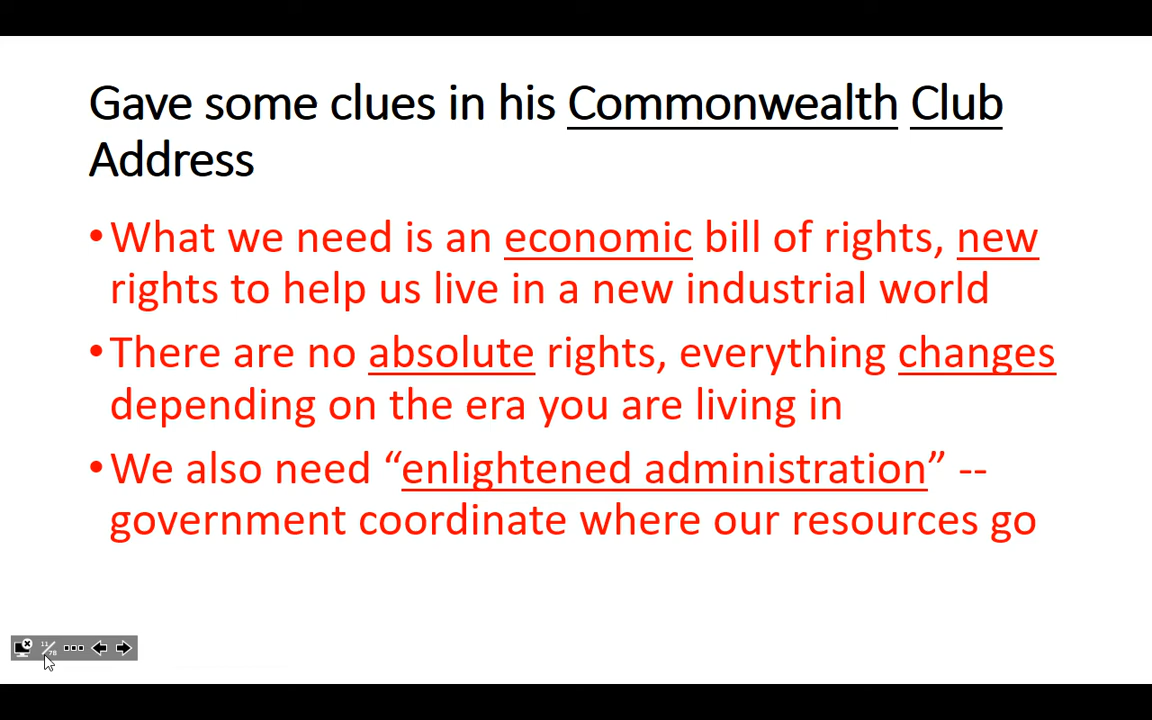 Gave some clues in his Commonwealth Club
Address
•What we need is an economic bill of rights, new
rights to help us live in a new industrial world
•There are no absolute rights, everything changes
depending on the era you are living in
•We also need “enlightened administration” --
government coordinate where our resources go
11/78